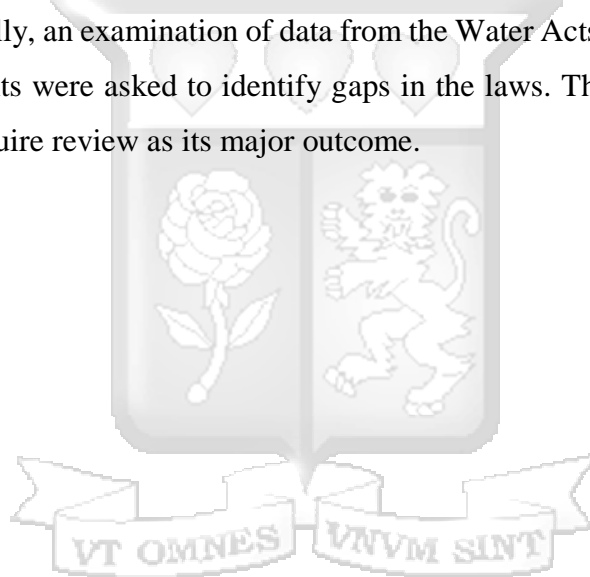 lly, an examination of data from the Water Acts
ts were asked to identify gaps in the laws. Th
uire review as its major outcome.
VT OMNES VNVM SINT